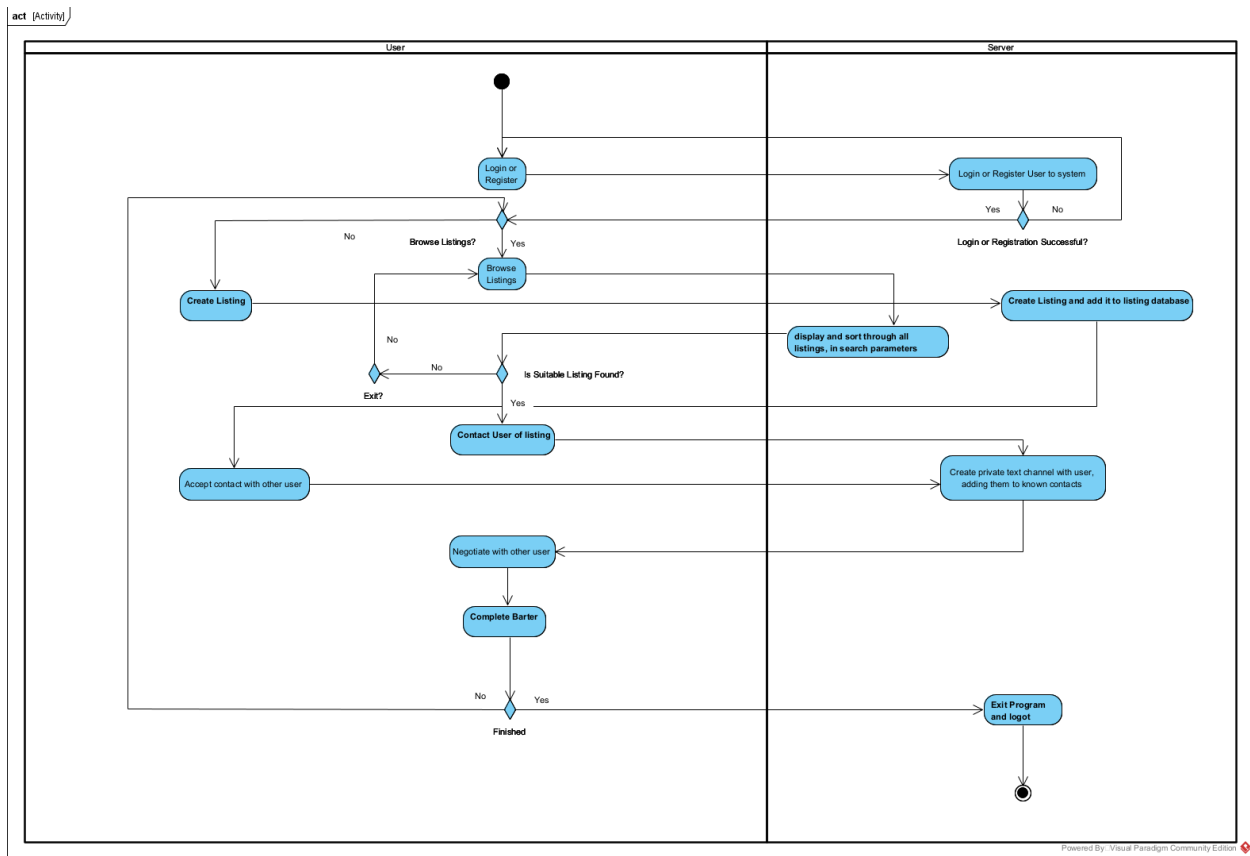 act [Activity]
User
Server
Login or
Register
Login or Register User to system
Yes
No
No
Browse Listings?
Yes
Login or Registration Successful?
Browse
Listings
Create Listing
Create Listing and add it to listing database
display and sort through all
listings, in search parameters
No
No
Is Suitable Listing Found?
Exit?
Yes
Contact User of listing
Accept contact with other user
Create private text channel with user,
adding them to known contacts
Negotiate with other user
Complete Barter
No
Yes
Finished
Exit Program
and logot
Powered By: Visual Paradigm Community Edition